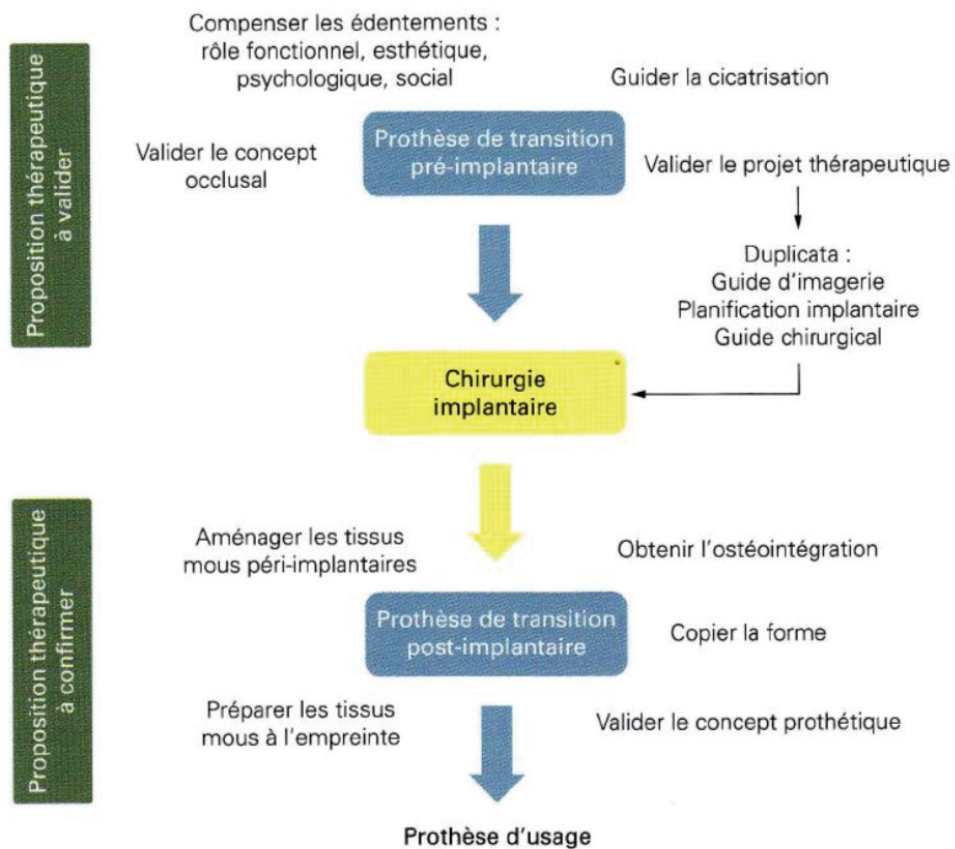 Proposition thérapeutique
à valider
Compenser les édentements :
rôle fonctionnel, esthétique,
psychologique, social
Guider la cicatrisation
Valider le concept
occlusal
Prothèse de transition
pré-implantaire
Valider le projet thérapeutique
Duplicata :
Guide d'imagerie
Planification implantaire
Guide chirurgical
Chirurgie
implantaire
Proposition thérapeutique
à confirmer
Aménager les tissus
mous péri-implantaires
Obtenir l'ostéointégration
Prothèse de transition
post-implantaire
Copier la forme
Préparer les tissus
mous à l'empreinte
Valider le concept prothétique
Prothèse d'usage